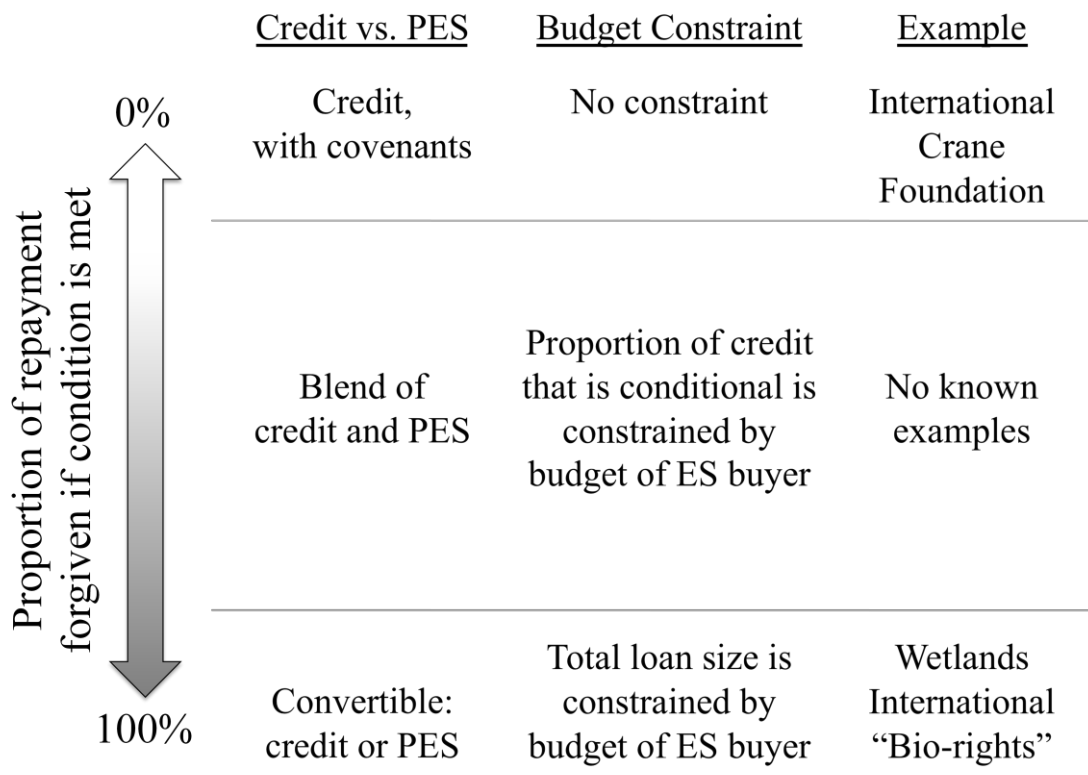 Credit vs. PES
Budget Constraint
Example
0%
Credit,
with covenants
No constraint
International
Crane
Foundation
Proportion of repayment
forgiven if condition is met
Blend of
credit and PES
Proportion of credit
that is conditional is
constrained by
budget of ES buyer
No known
examples
100%
Convertible:
credit or PES
Total loan size is
constrained by
budget of ES buyer
Wetlands
International
“Bio-rights”